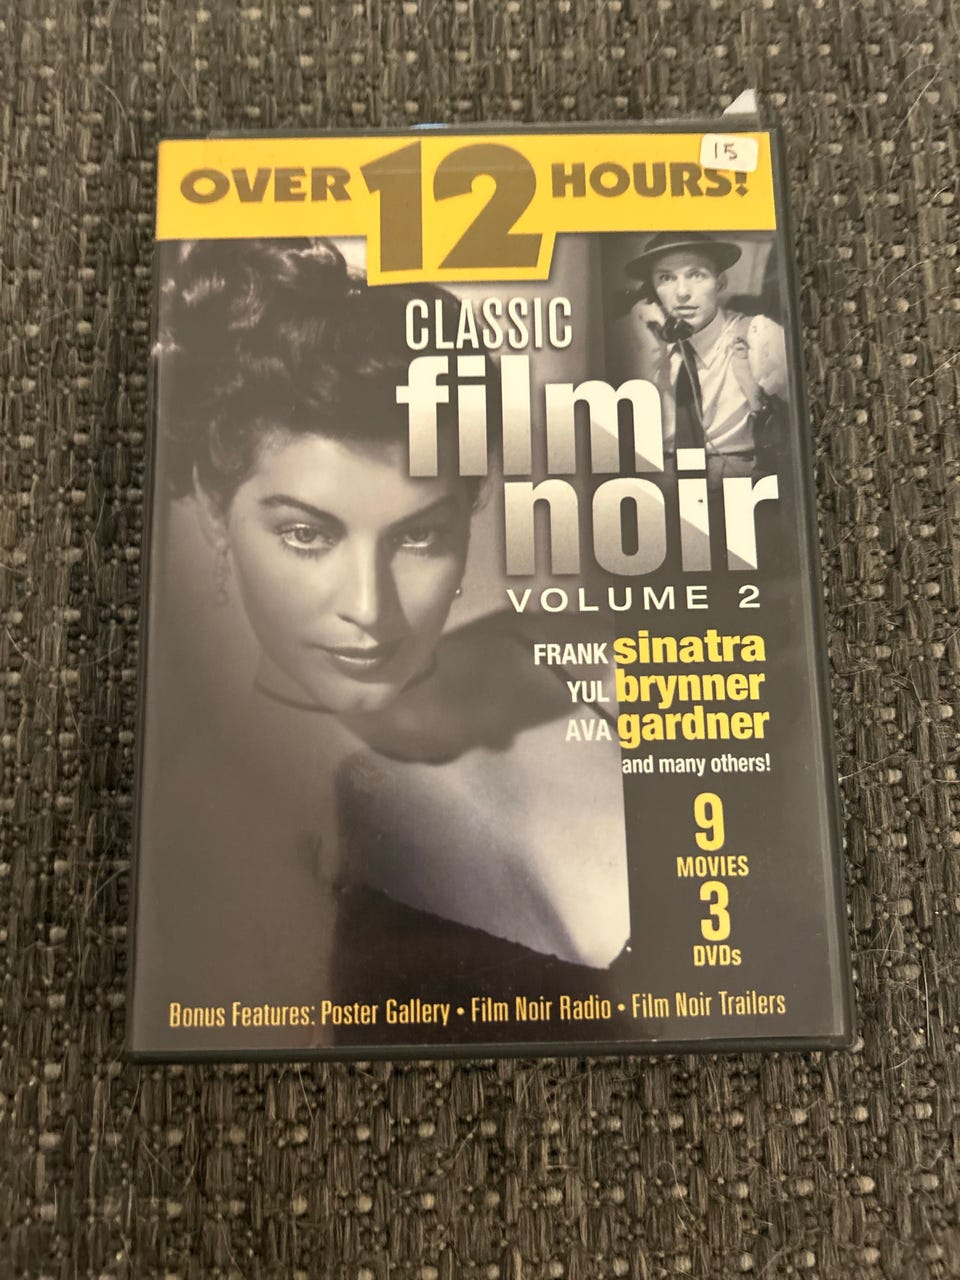 OVER 12 HOURS!
15
CLASSIC
film
noir
VOLUME 2
FRANK sinatra
YUL brynner
AVA gardner
and many others!
9
MOVIES
3
DVDs
Bonus Features: Poster Gallery • Film Noir Radio • Film Noir Trailers